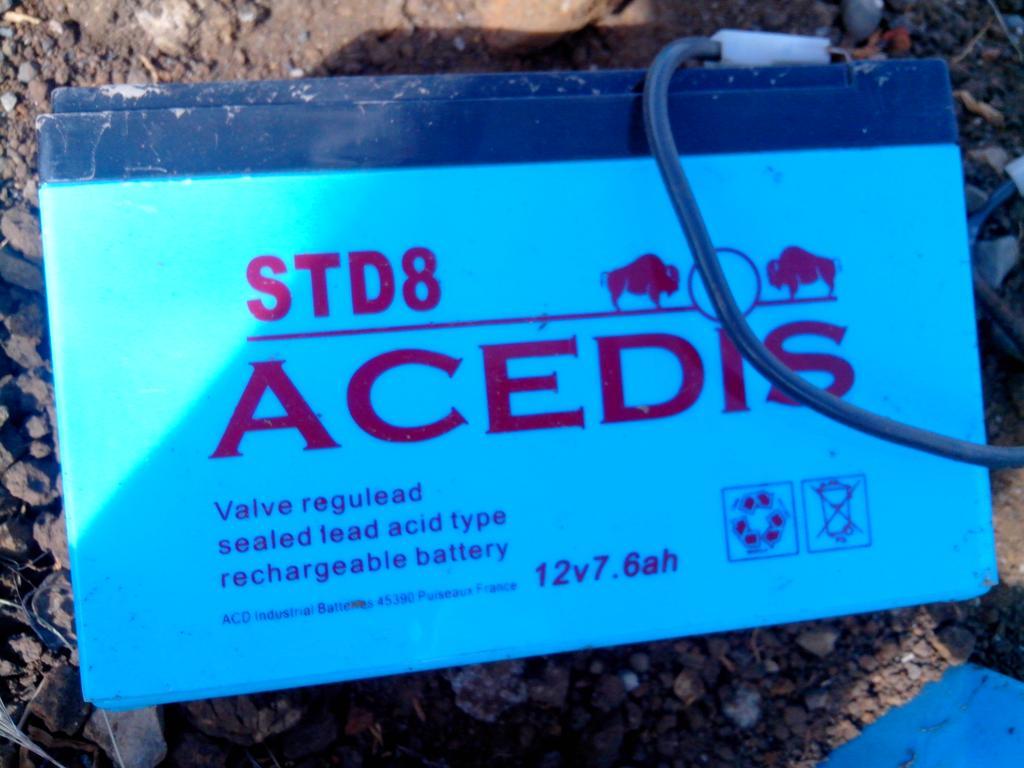 STD8
ACEDIS
Valve regulead
sealed lead acid type
rechargeable battery
12v7.6ah
ACD Industrial Batteries 45390 Puiseaux France